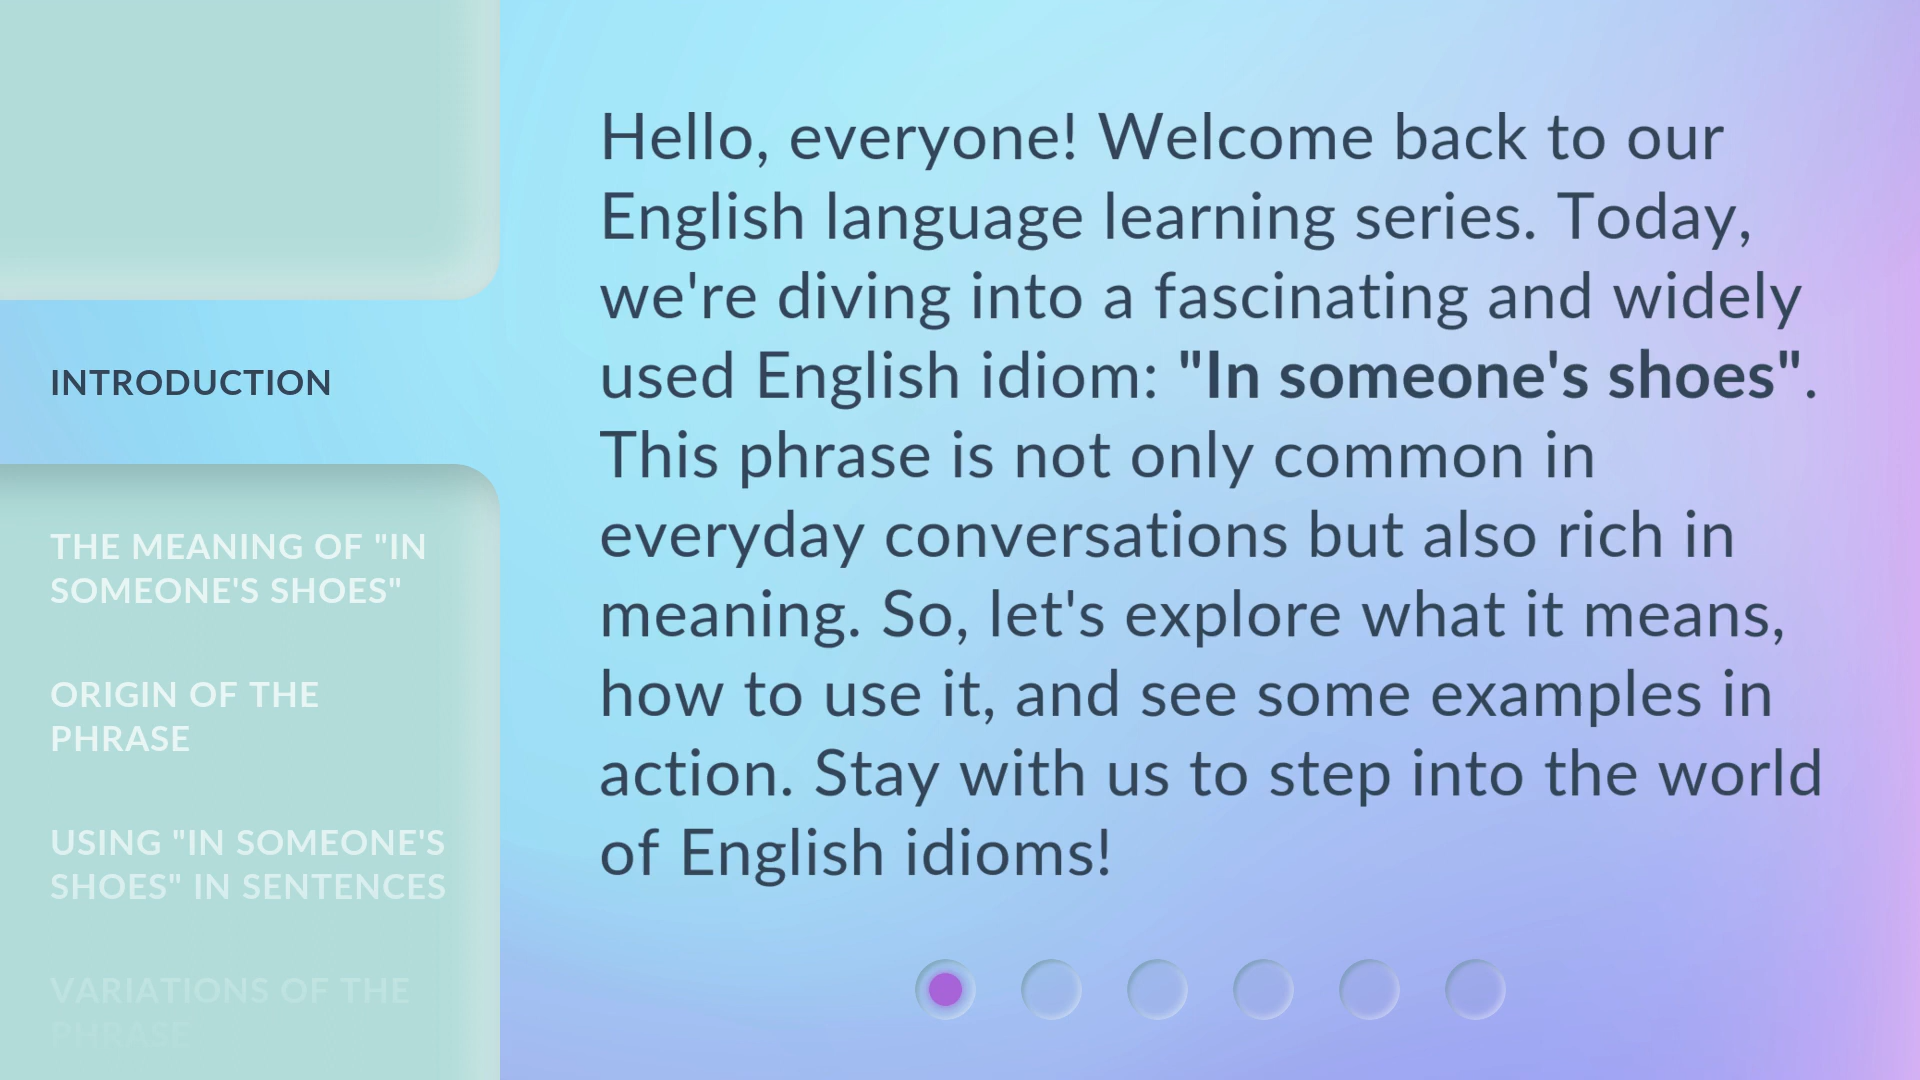 INTRODUCTION
THE MEANING OF "IN
SOMEONE'S SHOES"
ORIGIN OF THE
PHRASE
USING "IN SOMEONE'S
SHOES" IN SENTENCES
VARIATIONS OF THE
PHRASE
Hello, everyone! Welcome back to our
English language learning series. Today,
we're diving into a fascinating and widely
used English idiom: "In someone's shoes".
This phrase is not only common in
everyday conversations but also rich in
meaning. So, let's explore what it means,
how to use it, and see some examples in
action. Stay with us to step into the world
of English idioms!